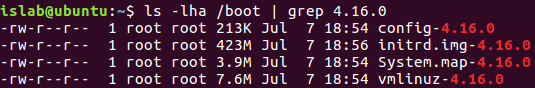 islab@ubuntu:~$ ls -lha /boot | grep 4.16.0
-rw-r--r--  1 root root 213K Jul  7 18:54 config-4.16.0
-rw-r--r--  1 root root 423M Jul  7 18:56 initrd.img-4.16.0
-rw-r--r--  1 root root 3.9M Jul  7 18:54 System.map-4.16.0
-rw-r--r--  1 root root 7.6M Jul  7 18:54 vmlinuz-4.16.0